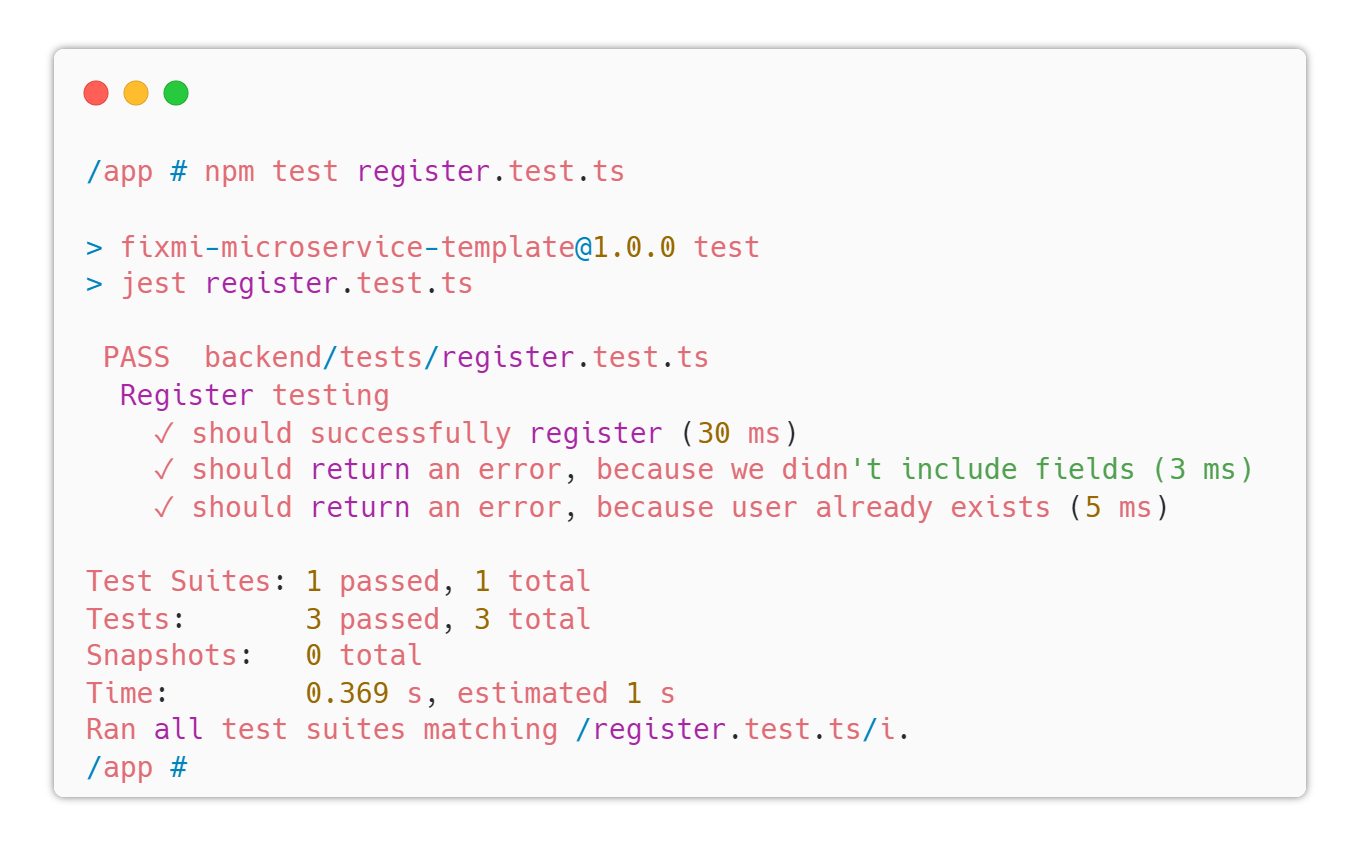 /app # npm test register.test.ts
> fixmi-microservice-template@1.0.0 test
> jest register.test.ts
PASS  backend/tests/register.test.ts
Register testing
✓ should successfully register (30 ms)
✓ should return an error, because we didn't include fields (3 ms)
✓ should return an error, because user already exists (5 ms)
Test Suites: 1 passed, 1 total
Tests:       3 passed, 3 total
Snapshots:   0 total
Time:        0.369 s, estimated 1 s
Ran all test suites matching /register.test.ts/i.
/app #